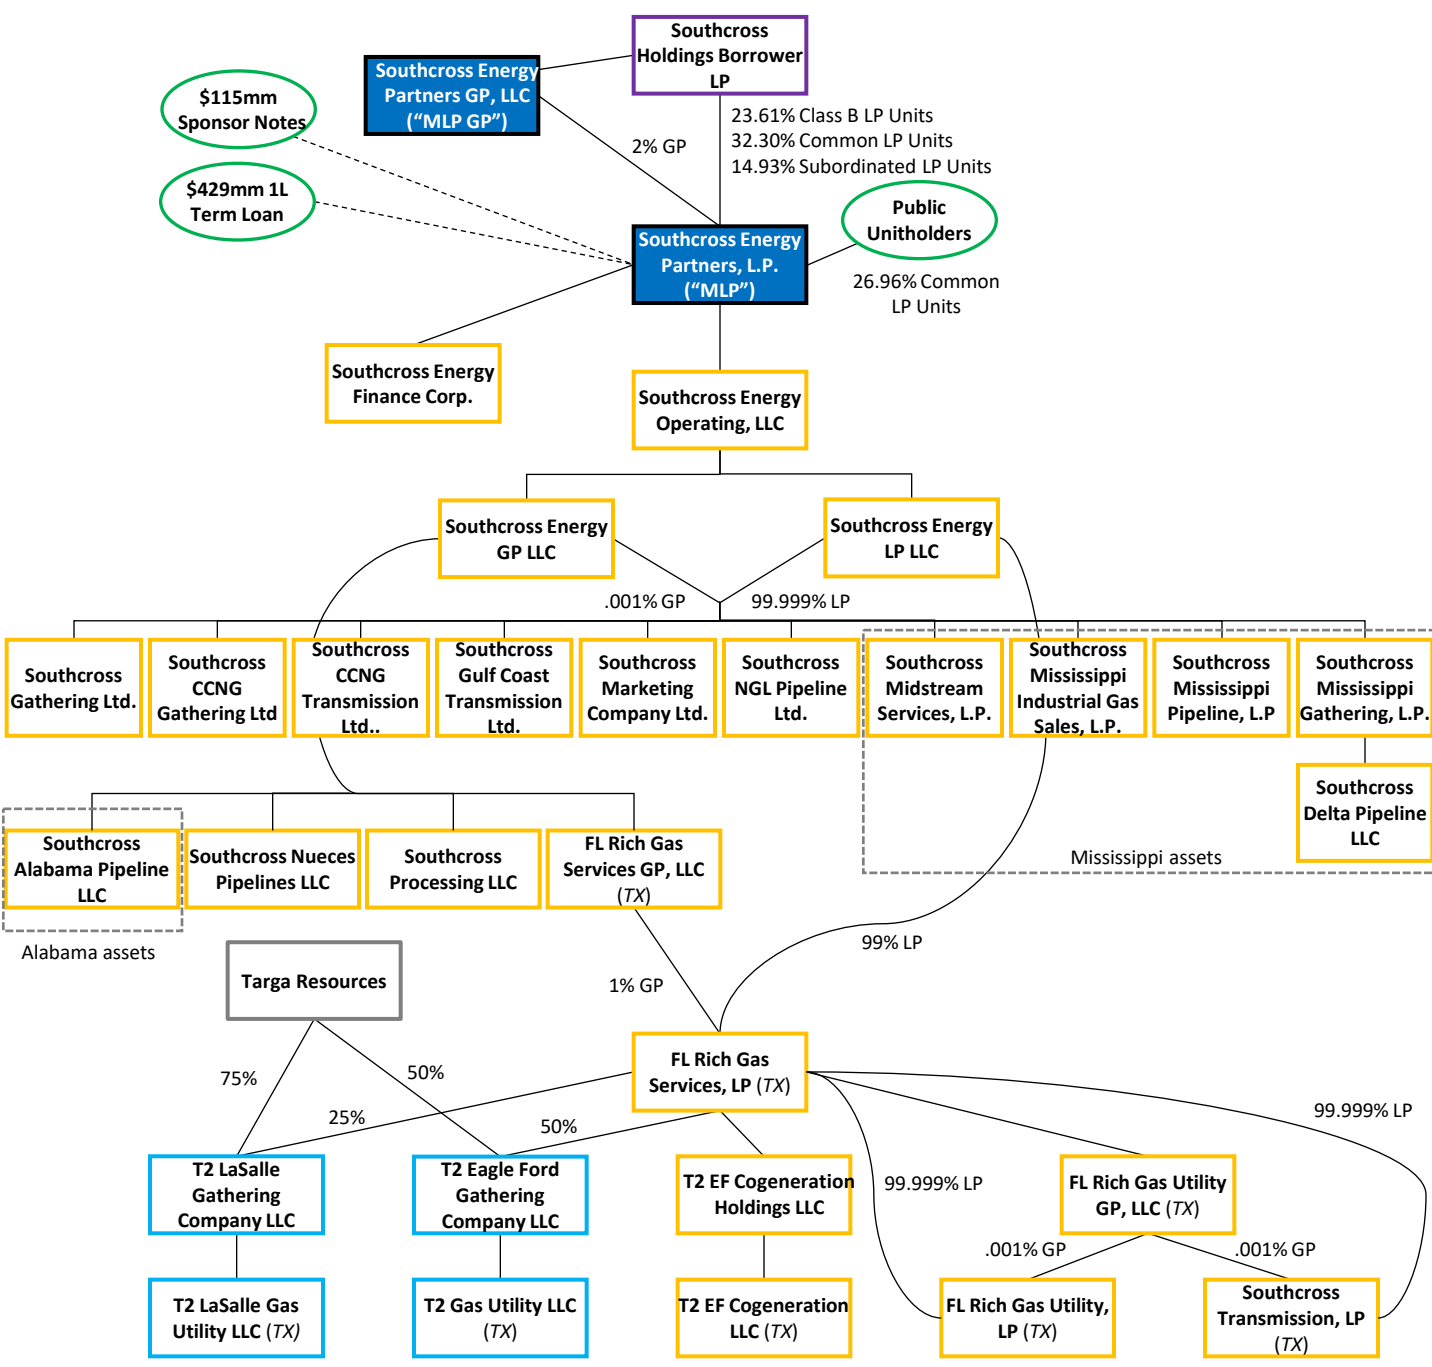 Southcross
Holdings Borrower
LP
Southcross Energy
Partners GP, LLC
(“MLP GP”)
$115mm
Sponsor Notes
23.61% Class B LP Units
32.30% Common LP Units
14.93% Subordinated LP Units
2% GP
$429mm 1L
Term Loan
Public
Unitholders
Southcross Energy
Partners, L.P.
(“MLP”)
26.96% Common
LP Units
Southcross Energy
Finance Corp.
Southcross Energy
Operating, LLC
Southcross Energy
GP LLC
Southcross Energy
LP LLC
.001% GP
99.999% LP
Southcross
Gathering Ltd.
Southcross
CCNG
Gathering Ltd
Southcross
CCNG
Transmission
Ltd..
Southcross
Gulf Coast
Transmission
Ltd.
Southcross
Marketing
Company Ltd.
Southcross
NGL Pipeline
Ltd.
Southcross
Midstream
Services, L.P.
Southcross
Mississippi
Industrial Gas
Sales, L.P.
Southcross
Mississippi
Pipeline, L.P
Southcross
Mississippi
Gathering, L.P.
Southcross
Delta Pipeline
LLC
Mississippi assets
Southcross
Alabama Pipeline
LLC
Southcross Nueces
Pipelines LLC
Southcross
Processing LLC
FL Rich Gas
Services GP, LLC
(TX)
Alabama assets
99% LP
Targa Resources
1% GP
FL Rich Gas
Services, LP (TX)
75%
50%
25%
50%
99.999% LP
T2 LaSalle
Gathering
Company LLC
T2 Eagle Ford
Gathering
Company LLC
T2 EF Cogeneration
Holdings LLC
99.999% LP
FL Rich Gas Utility
GP, LLC (TX)
.001% GP
.001% GP
T2 LaSalle Gas
Utility LLC (TX)
T2 Gas Utility LLC
(TX)
T2 EF Cogeneration
LLC (TX)
FL Rich Gas Utility,
LP (TX)
Southcross
Transmission, LP
(TX)